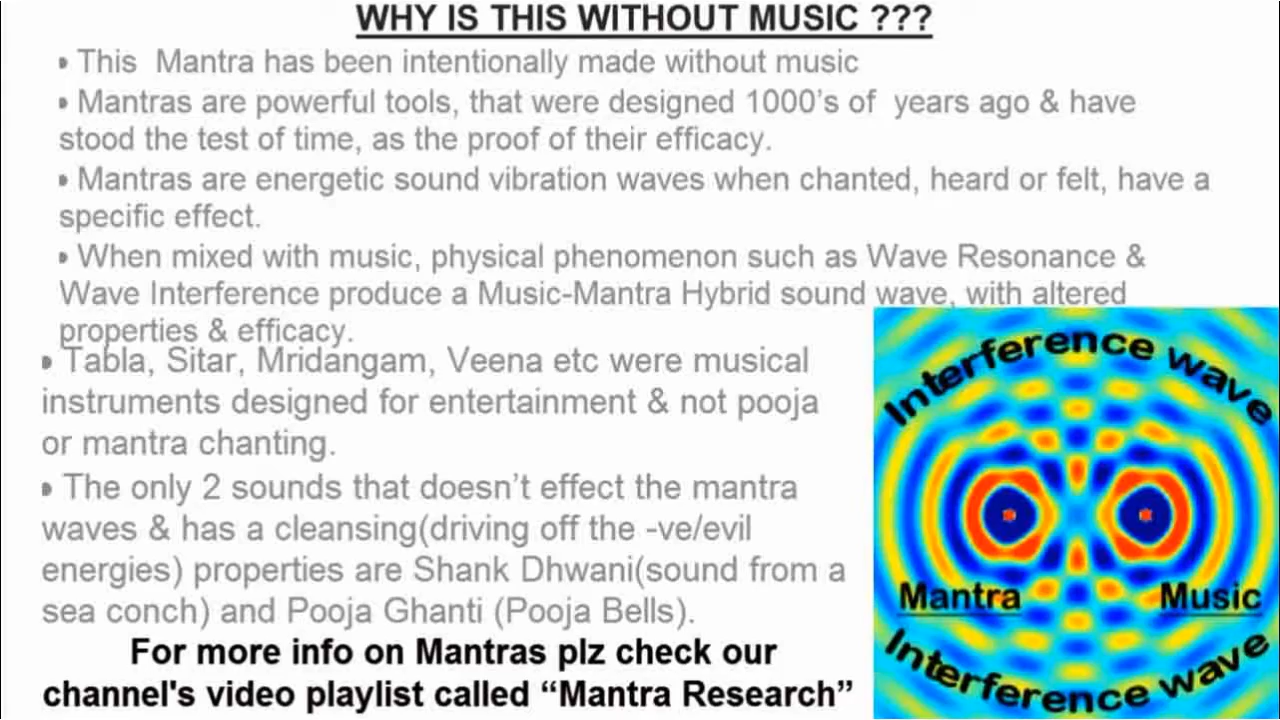 WHY IS THIS WITHOUT MUSIC ???
• This Mantra has been intentionally made without music
• Mantras are powerful tools, that were designed 1000's of years ago & have
stood the test of time, as the proof of their efficacy.
• Mantras are energetic sound vibration waves when chanted, heard or felt, have a
specific effect.
• When mixed with music, physical phenomenon such as Wave Resonance &
Wave Interference produce a Music-Mantra Hybrid sound wave, with altered
properties & efficacy.
• Tabla, Sitar, Mridangam, Veena etc were musical
instruments designed for entertainment & not pooja
or mantra chanting.
• The only 2 sounds that doesn't effect the mantra
waves & has a cleansing(driving off the -ve/evil
energies) properties are Shank Dhwani(sound from a
sea conch) and Pooja Ghanti (Pooja Bells).
For more info on Mantras plz check our
channel's video playlist called “Mantra Research”
Interference wave
Mantra
Music
Interference wave